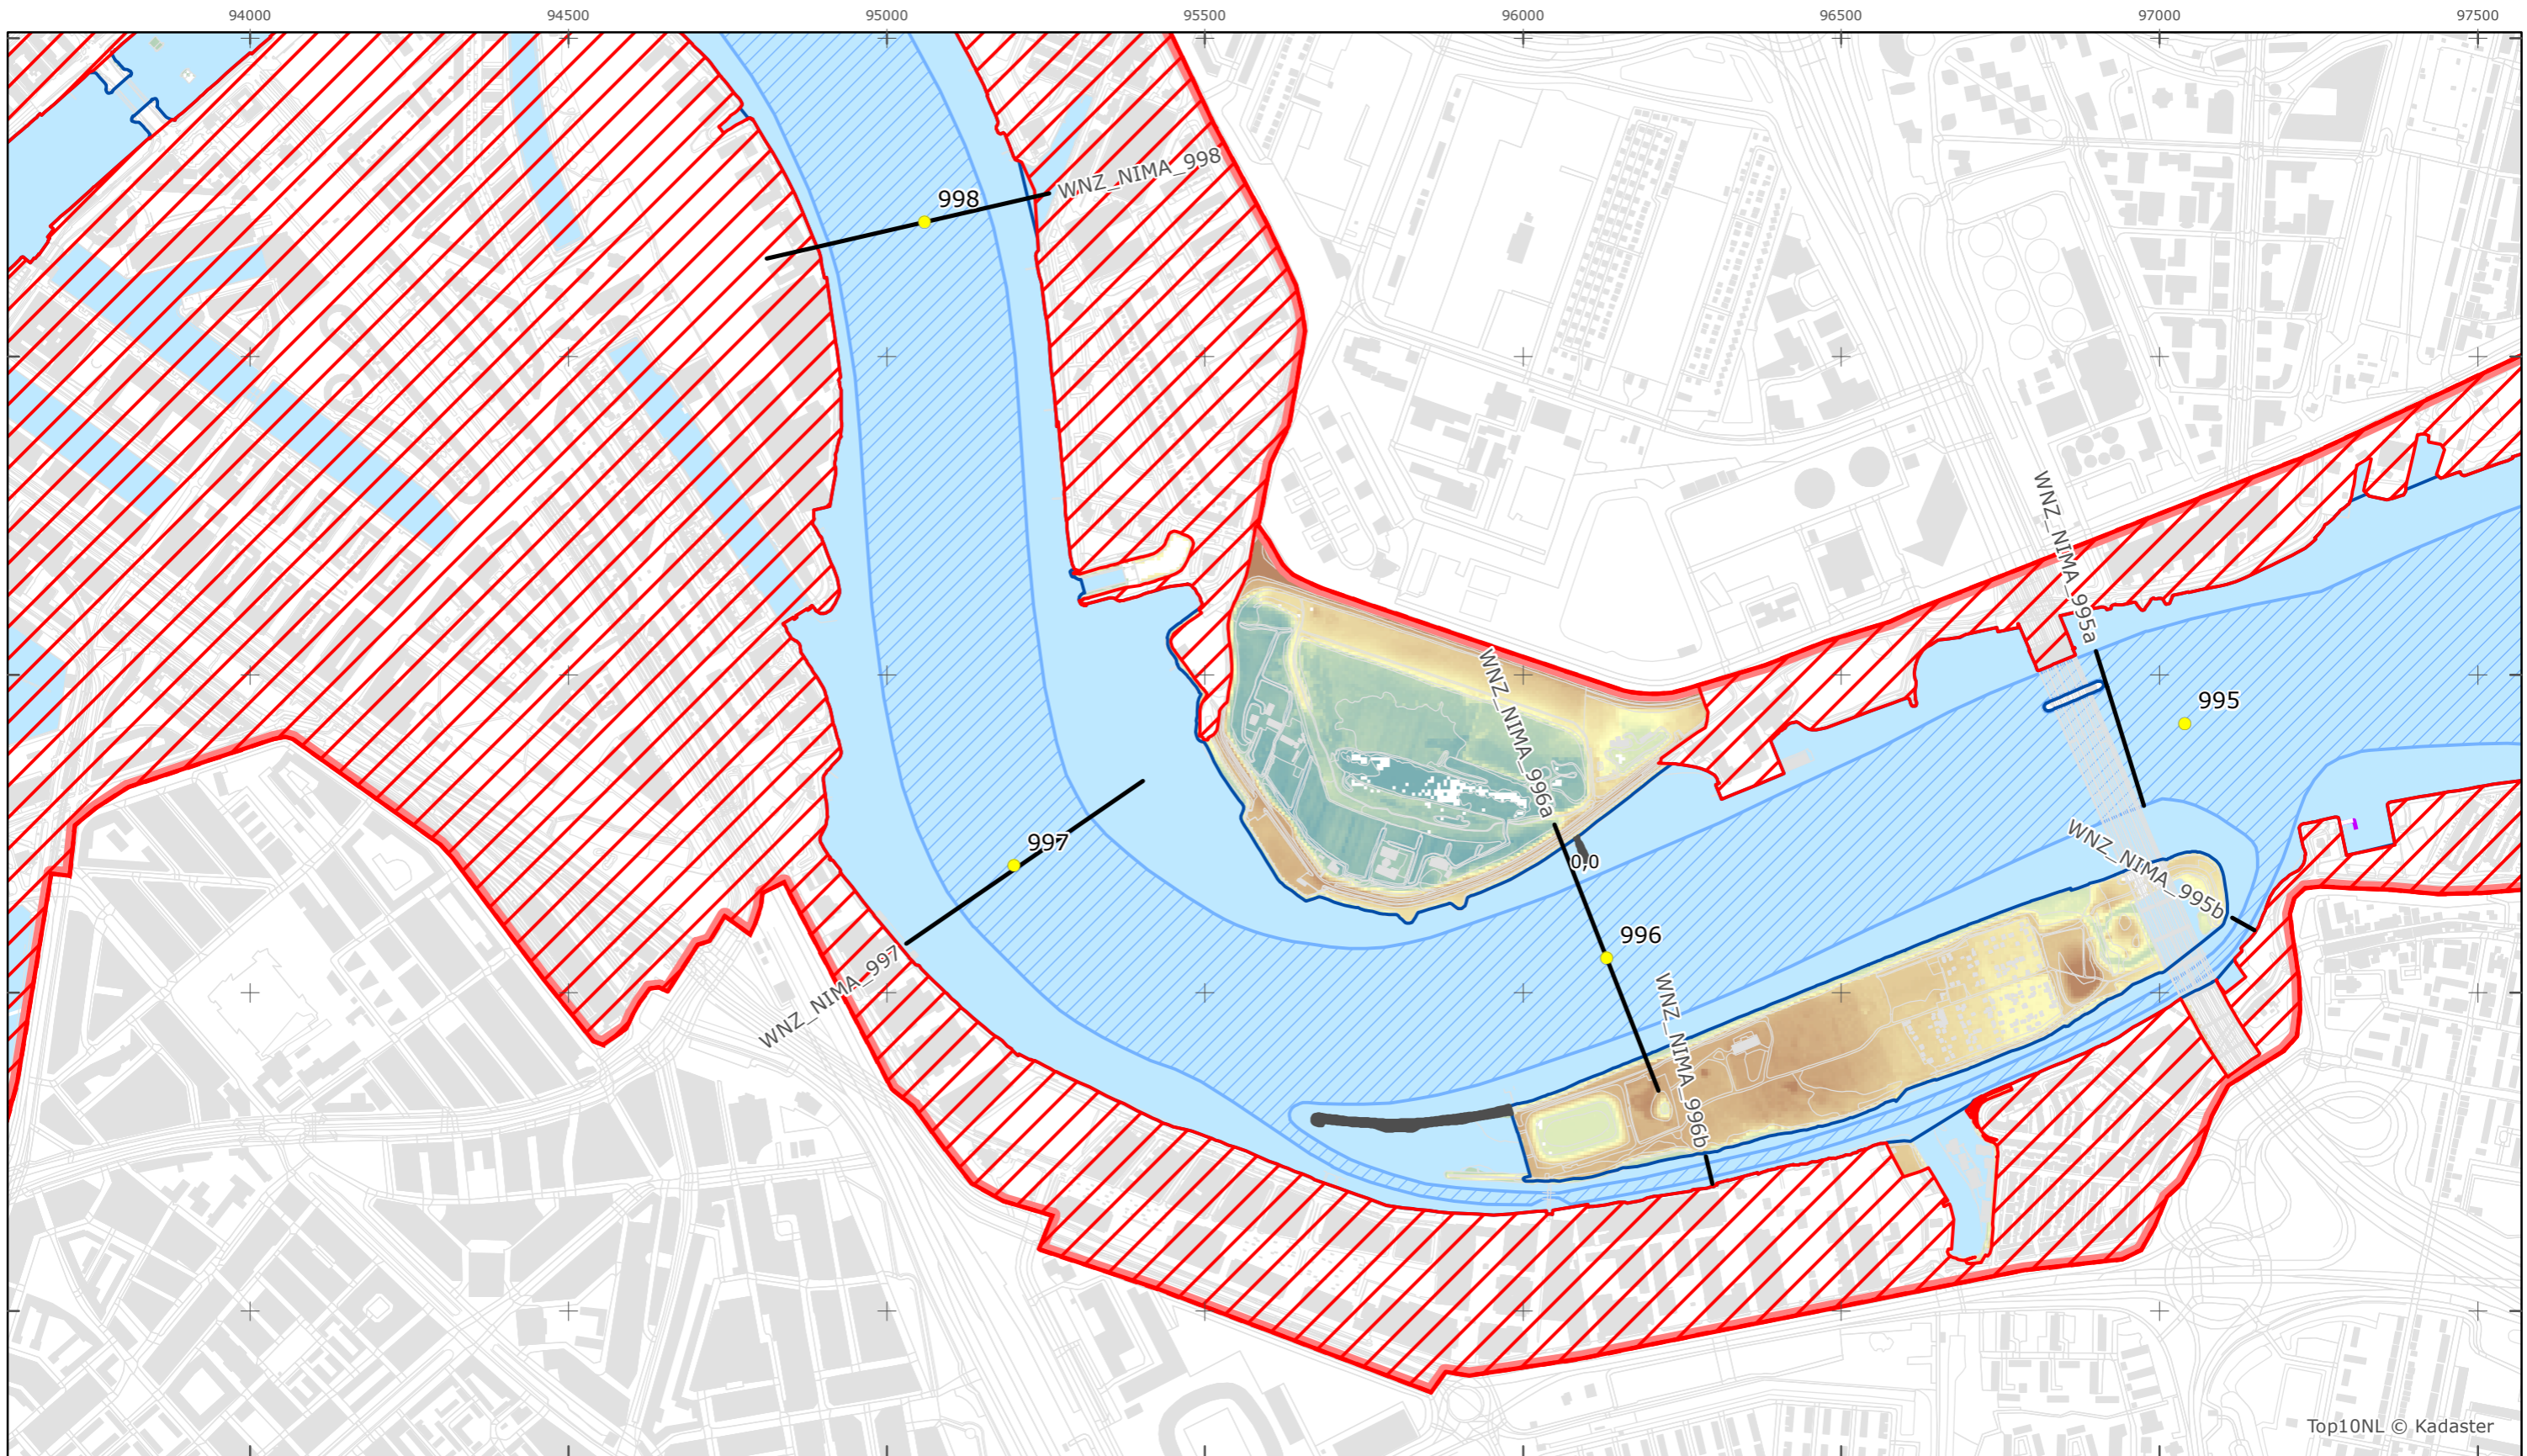 94000 94500 95000 95500 96000 96500 97000 97500
WNZ_NIMA_998
998
WNZ_NIMA_995a
995
WNZ_NIMA_996a
997
0,0
WNZ_NIMA_995b
996
WNZ_NIMA_997
WNZ_NIMA_996b
Top10NL © Kadaster